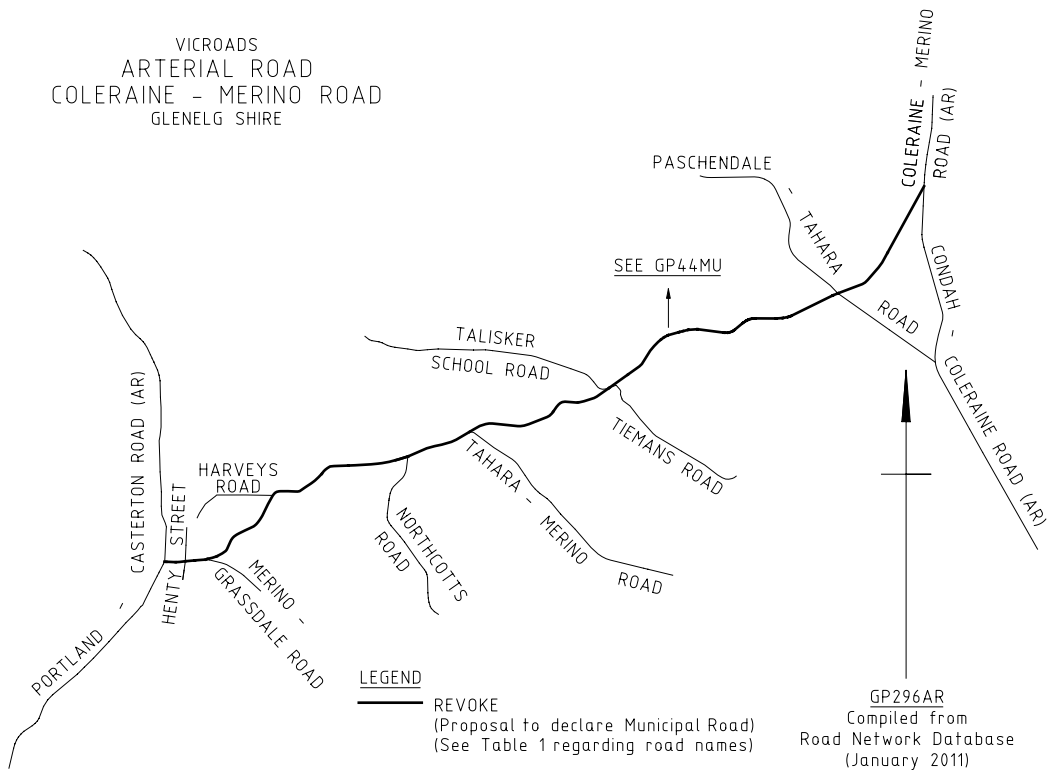 VICROADS
ARTERIAL ROAD
COLERAINE - MERINO ROAD
GLENELG SHIRE
COLERAINE - MERINO
ROAD (AR)
PASCHENDALE
- TAHARA
ROAD
CONDAH -
COLERAINE ROAD (AR)
SEE GP44MU
TALISKER
SCHOOL ROAD
TIEMANS ROAD
TAHARA - MERINO
ROAD
CASTERTON ROAD (AR)
HARVEYS
ROAD
HENTY STREET
NORTHCOTTS
ROAD
MERINO -
GRASSDALE ROAD
PORTLAND -
LEGEND
REVOKE
(Proposal to declare Municipal Road)
(See Table 1 regarding road names)
GP296AR
Compiled from
Road Network Database
(January 2011)